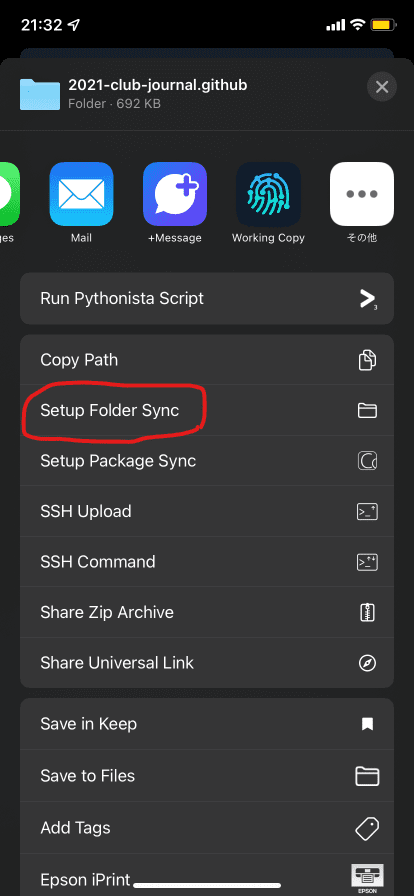 21:32
2021-club-journal.github
Folder · 692 KB
ges
Mail
+Message
Working Copy
その他
Run Pythonista Script
3
Copy Path
Setup Folder Sync
Setup Package Sync
SSH Upload
SSH Command
Share Zip Archive
Share Universal Link
Save in Keep
Save to Files
Add Tags
Epson iPrint
EPSON